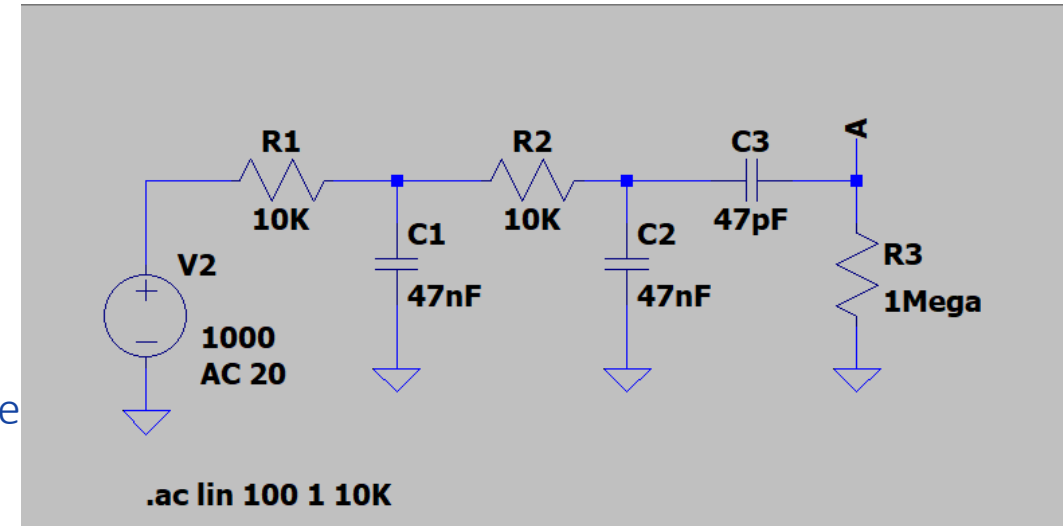 R1
10K
R2
10K
C3
47pF
A
C1
47nF
C2
47nF
R3
1Mega
V2
1000
AC 20
e
.ac lin 100 1 10K